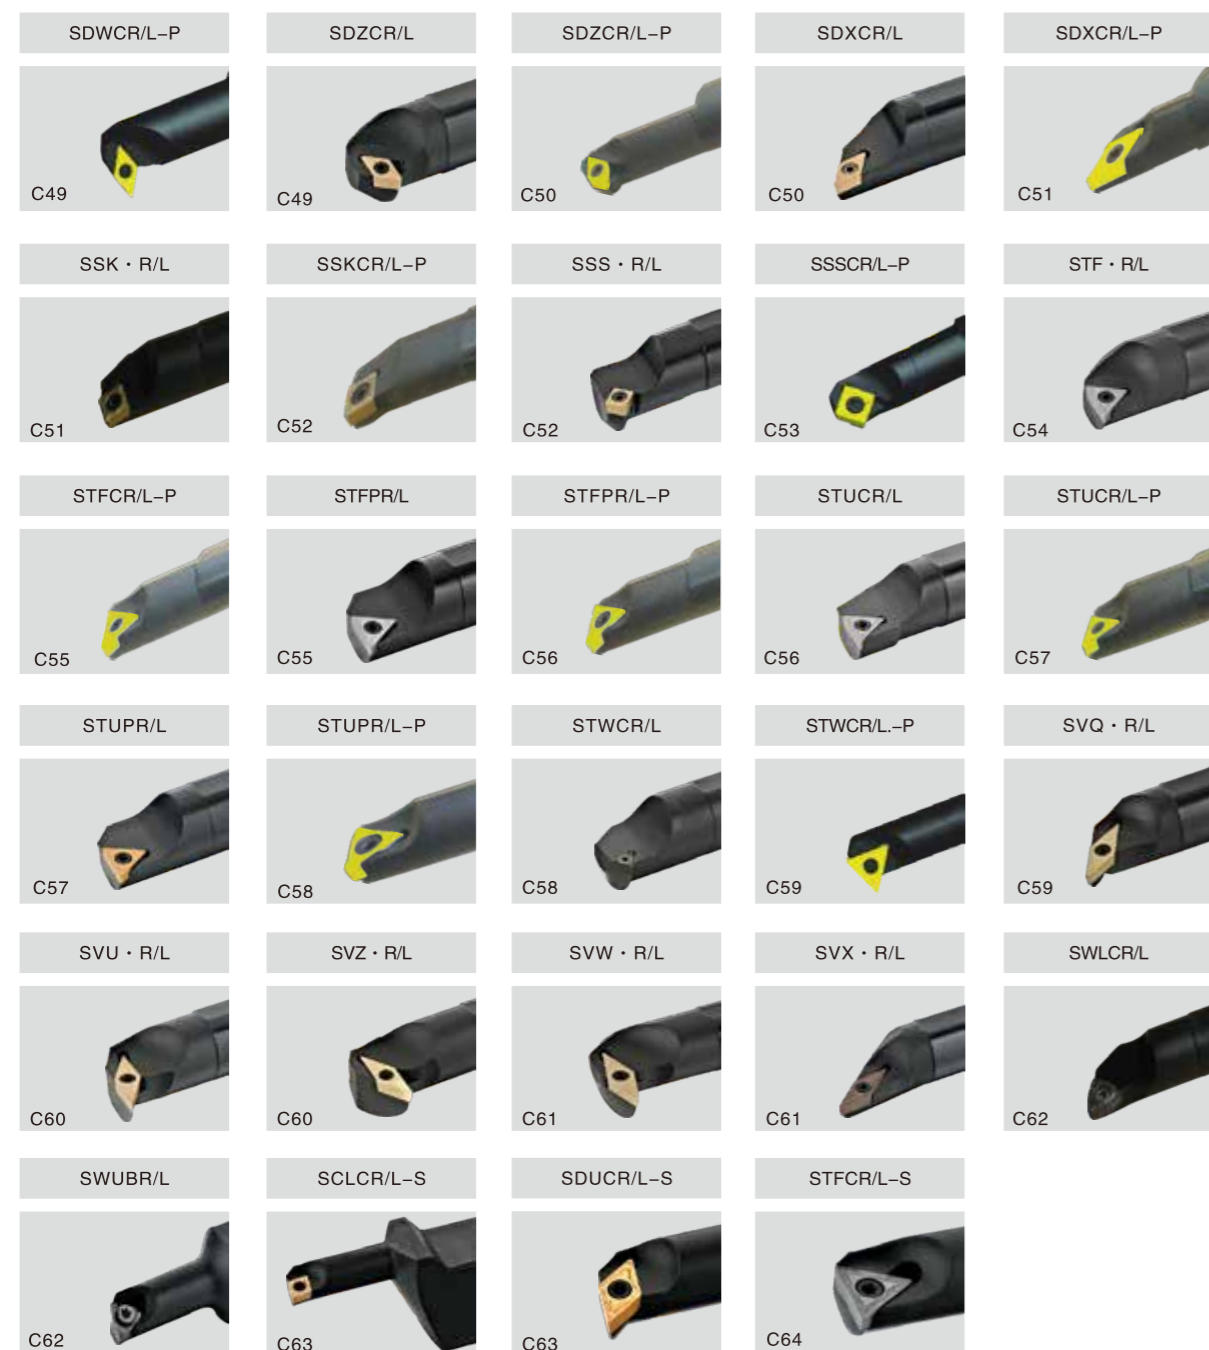 SDWCR/L–P
SDZCR/L
SDZCR/L–P
SDXCR/L
SDXCR/L–P
C49
C49
C50
C50
C51
SSK・R/L
SSKCR/L–P
SSS・R/L
SSSCR/L–P
STF・R/L
C51
C52
C52
C53
C54
STFCR/L–P
STFPR/L
STFPR/L–P
STUCR/L
STUCR/L–P
C55
C55
C56
C56
C57
STUPR/L
STUPR/L–P
STWCR/L
STWCR/L.–P
SVQ・R/L
C57
C58
C58
C59
C59
SVU・R/L
SVZ・R/L
SVW・R/L
SVX・R/L
SWLCR/L
C60
C60
C61
C61
C62
SWUBR/L
SCLCR/L–S
SDUCR/L–S
STFCR/L–S
C62
C63
C63
C64